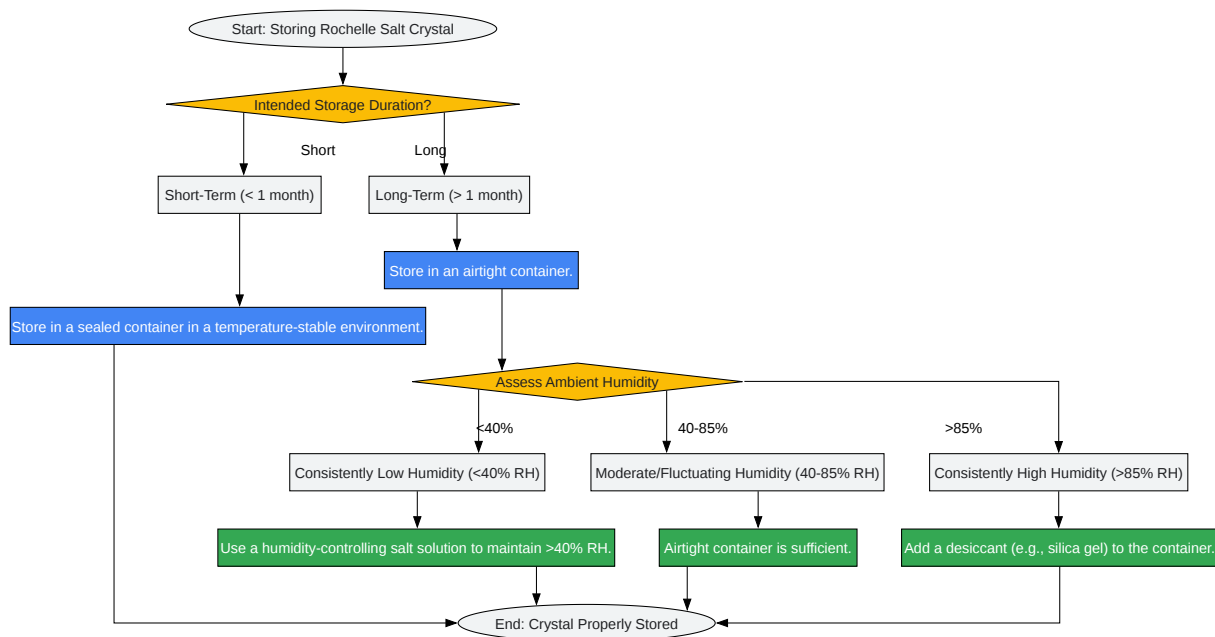 Start: Storing Rochelle Salt Crystal
Intended Storage Duration?
Short
Long
Short-Term (< 1 month)
Long-Term (> 1 month)
Store in an airtight container.
Store in a sealed container in a temperature-stable environment.
Assess Ambient Humidity
<40%
40-85%
>85%
Consistently Low Humidity (<40% RH)
Moderate/Fluctuating Humidity (40-85% RH)
Consistently High Humidity (>85% RH)
Use a humidity-controlling salt solution to maintain >40% RH.
Airtight container is sufficient.
Add a desiccant (e.g., silica gel) to the container.
End: Crystal Properly Stored